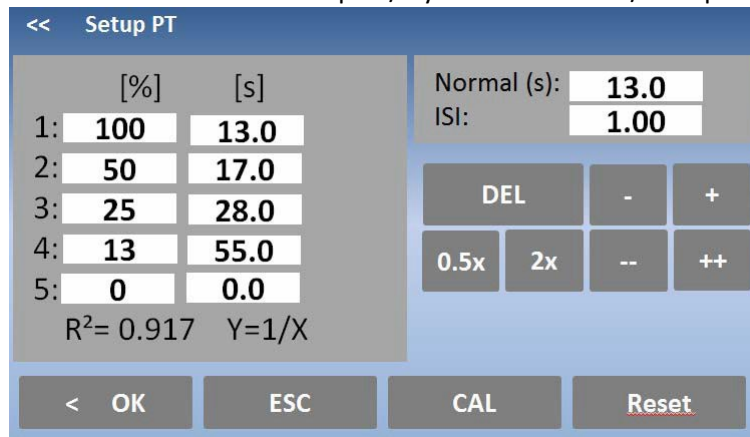 << Setup PT
[%] [s]
1: 100 13.0
2: 50 17.0
3: 25 28.0
4: 13 55.0
5: 0 0.0
R²= 0.917 Y=1/X
Normal (s): 13.0
ISI: 1.00
DEL - +
0.5x 2x -- ++
< OK ESC CAL Reset